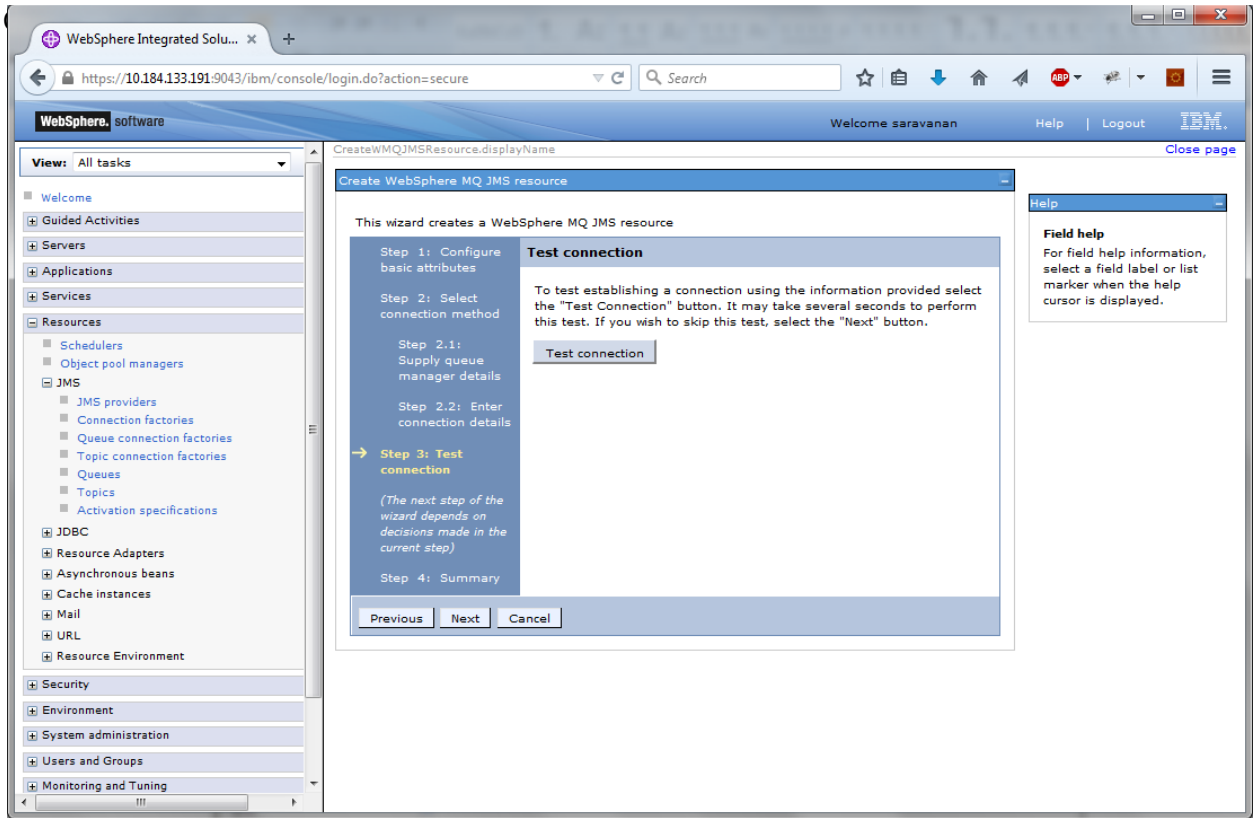 WebSphere Integrated Solu... × +
https://10.184.133.191:9043/ibm/console/login.do?action=secure
Search
ABP
WebSphere. software
Welcome saravanan
Help | Logout
IBM.
View: All tasks
Welcome
Guided Activities
Servers
Applications
Services
Resources
Schedulers
Object pool managers
JMS
JMS providers
Connection factories
Queue connection factories
Topic connection factories
Queues
Topics
Activation specifications
JDBC
Resource Adapters
Asynchronous beans
Cache instances
Mail
URL
Resource Environment
Security
Environment
System administration
Users and Groups
Monitoring and Tuning
CreateWMQJMSResource.displayName
Close page
Create WebSphere MQ JMS resource
This wizard creates a WebSphere MQ JMS resource
Step 1: Configure
basic attributes
Step 2: Select
connection method
Step 2.1:
Supply queue
manager details
Step 2.2: Enter
connection details
Step 3: Test
connection
(The next step of the
wizard depends on
decisions made in the
current step)
Step 4: Summary
Test connection
To test establishing a connection using the information provided select
the "Test Connection" button. It may take several seconds to perform
this test. If you wish to skip this test, select the "Next" button.
Test connection
Previous
Next
Cancel
Help
Field help
For field help information,
select a field label or list
marker when the help
cursor is displayed.